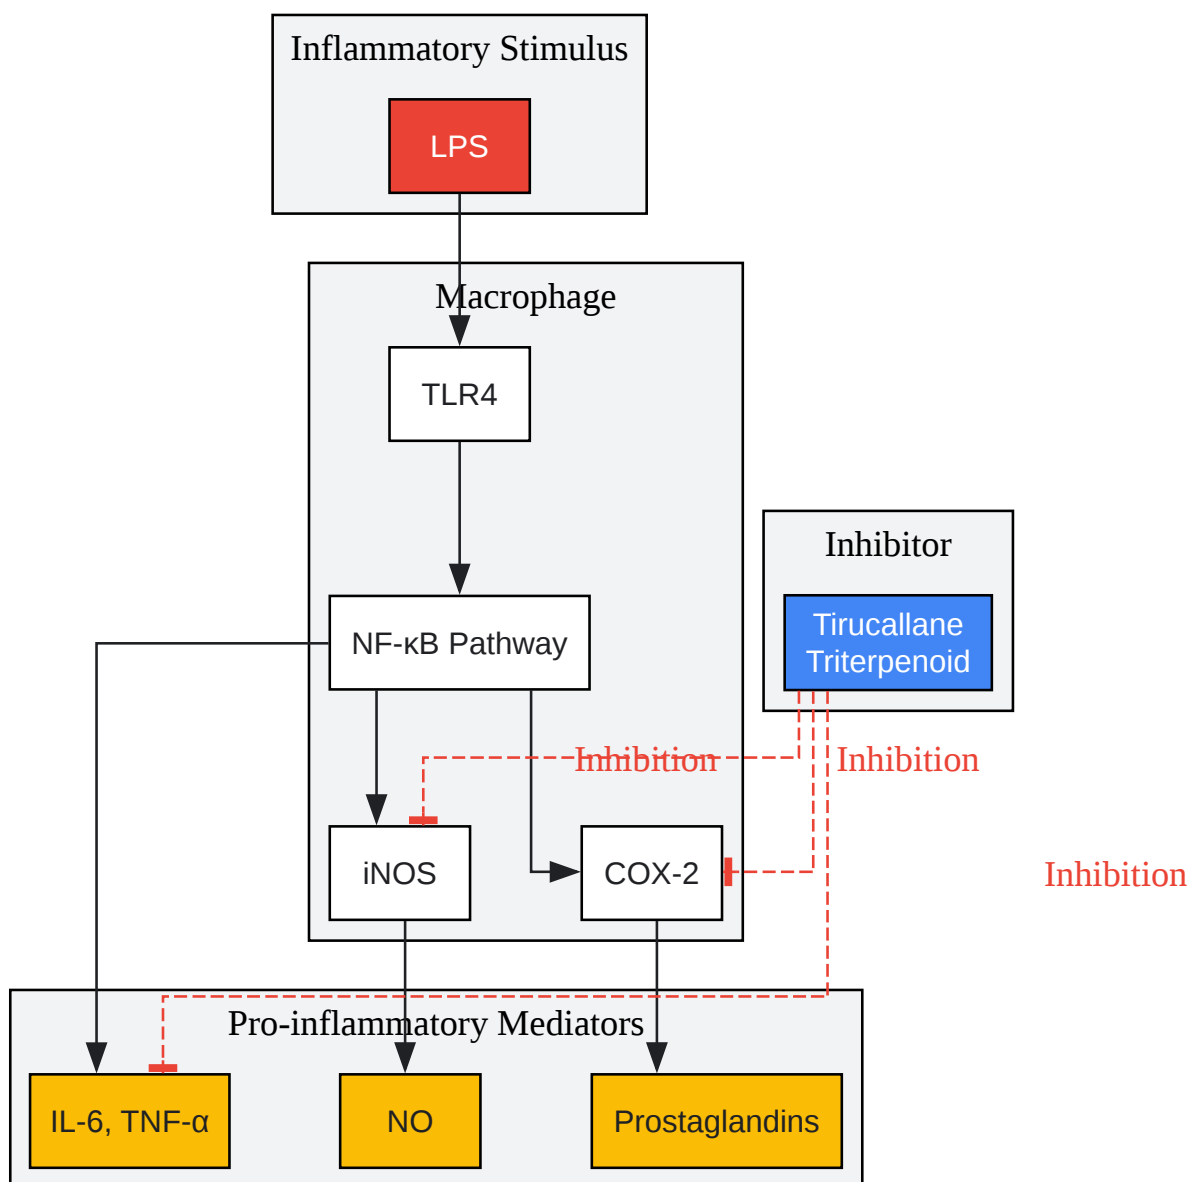 Inflammatory Stimulus
LPS
Macrophage
TLR4
Inhibitor
Tirucallane
Triterpenoid
NF-κB Pathway
Inhibition
Inhibition
iNOS
COX-2
Inhibition
Pro-inflammatory Mediators
IL-6, TNF-α
NO
Prostaglandins